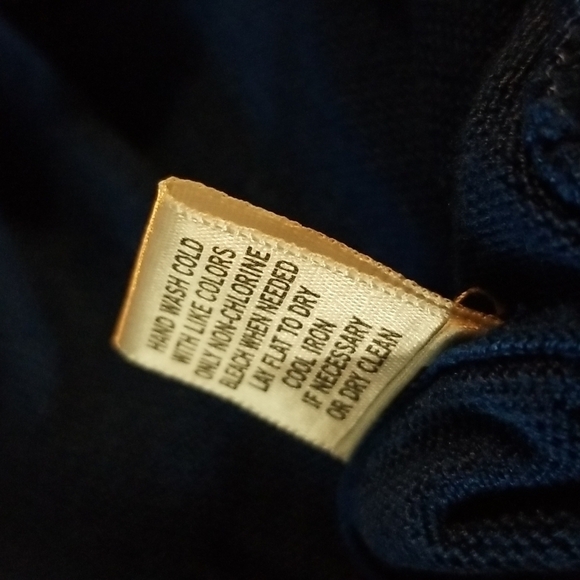 HAND WASH COLD
WITH LIKE COLORS
ONLY NON-CHLORINE
BLEACH WHEN NEEDED
LAY FLAT TO DRY
COOL IRON
IF NECESSARY
OR DRY CLEAN